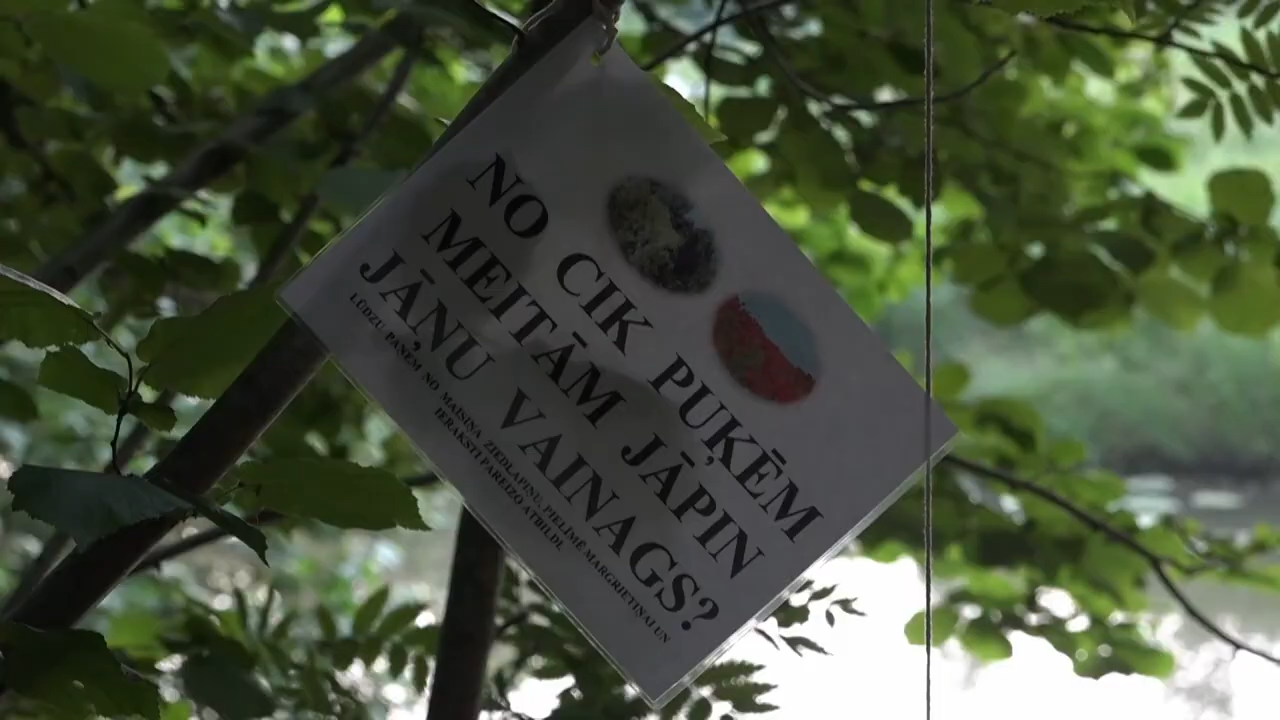 NO CIK PUĶĒM
MEITĀM JĀPIN
JĀŅU VAINAGS?
LŪDZU PAŅEM NO MAISIŅA ZIEDLAPIŅU, PIELĪMĒ MARGRIETIŅAI UN
IERAKSTI PAREIZO ATBILDI.